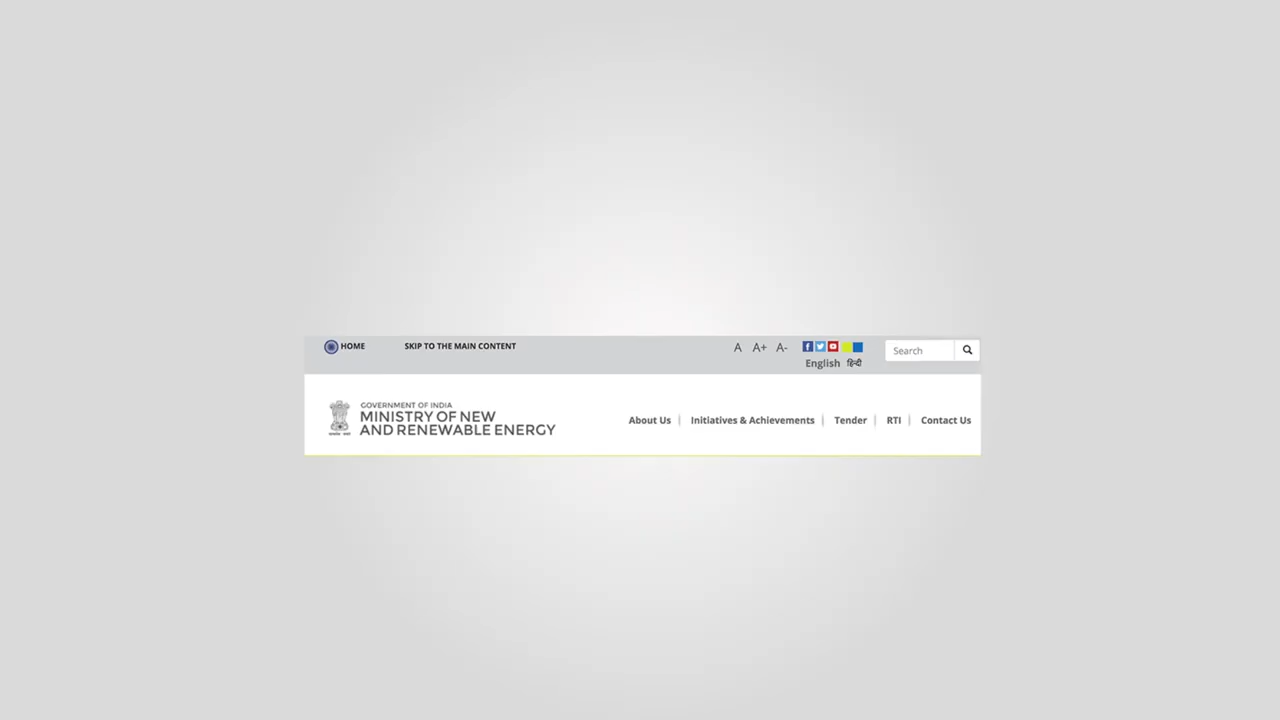 HOME SKIP TO THE MAIN CONTENT A A+ A- Search
English हिन्दी
GOVERNMENT OF INDIA
MINISTRY OF NEW
AND RENEWABLE ENERGY
About Us Initiatives & Achievements Tender RTI Contact Us